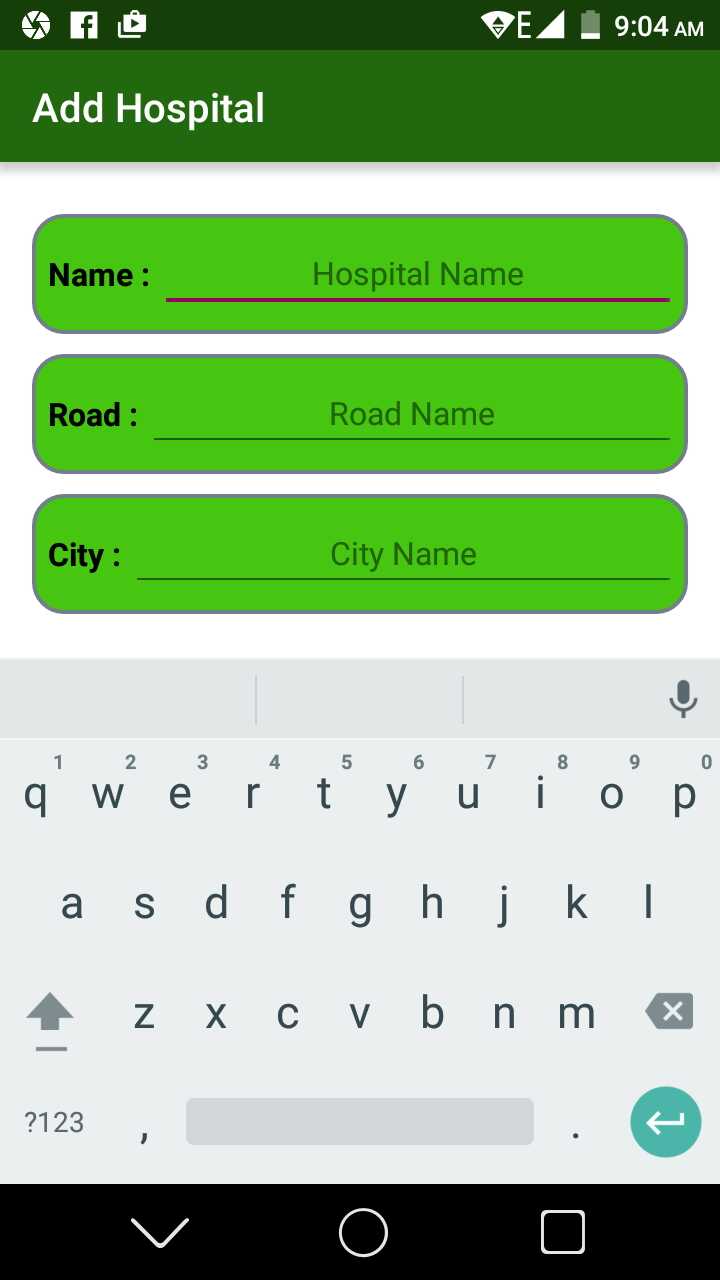 E 9:04 AM
Add Hospital
Name : Hospital Name
Road : Road Name
City : City Name
1 2 3 4 5 6 7 8 9 0
q w e r t y u i o p
a s d f g h j k l
z x c v b n m
?123 , .